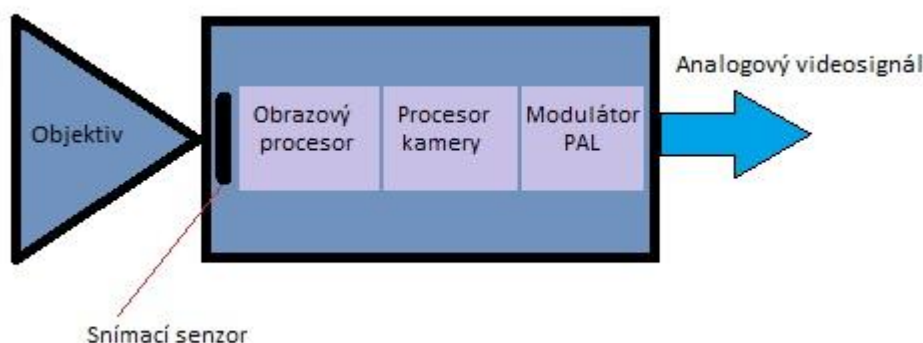 Objektiv
Obrazový
procesor
Procesor
kamery
Modulátor
PAL
Analogový videosignál
Snímací senzor